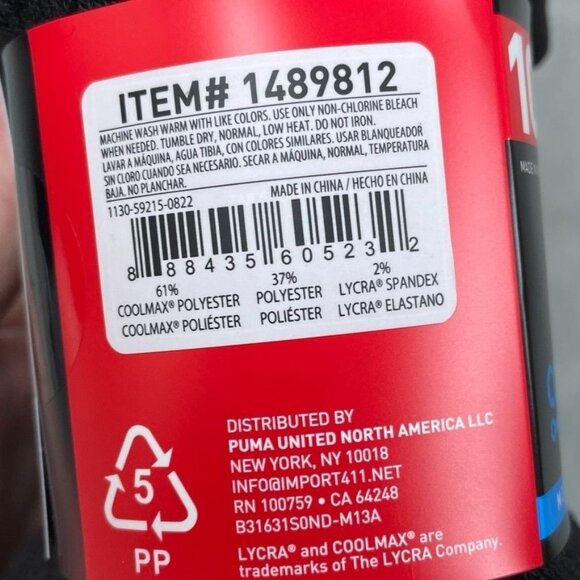 ITEM# 1489812
MACHINE WASH WARM WITH LIKE COLORS. USE ONLY NON-CHLORINE BLEACH
WHEN NEEDED. TUMBLE DRY, NORMAL, LOW HEAT. DO NOT IRON.
LAVAR A MÁQUINA, AGUA TIBIA, CON COLORES SIMILARES. USAR BLANQUEADOR
SIN CLORO CUANDO SEA NECESARIO. SECAR A MÁQUINA, NORMAL, TEMPERATURA
BAJA. NO PLANCHAR.
1130-59215-0822
MADE IN CHINA / HECHO EN CHINA
8 88435 60523 2
61% 37% 2%
COOLMAX® POLYESTER POLYESTER LYCRA® SPANDEX
COOLMAX® POLIÉSTER POLIÉSTER LYCRA® ELASTANO
5
PP
DISTRIBUTED BY
PUMA UNITED NORTH AMERICA LLC
NEW YORK, NY 10018
INFO@IMPORT411.NET
RN 100759 • CA 64248
B31631S0ND-M13A
LYCRA® and COOLMAX® are
trademarks of The LYCRA Company.